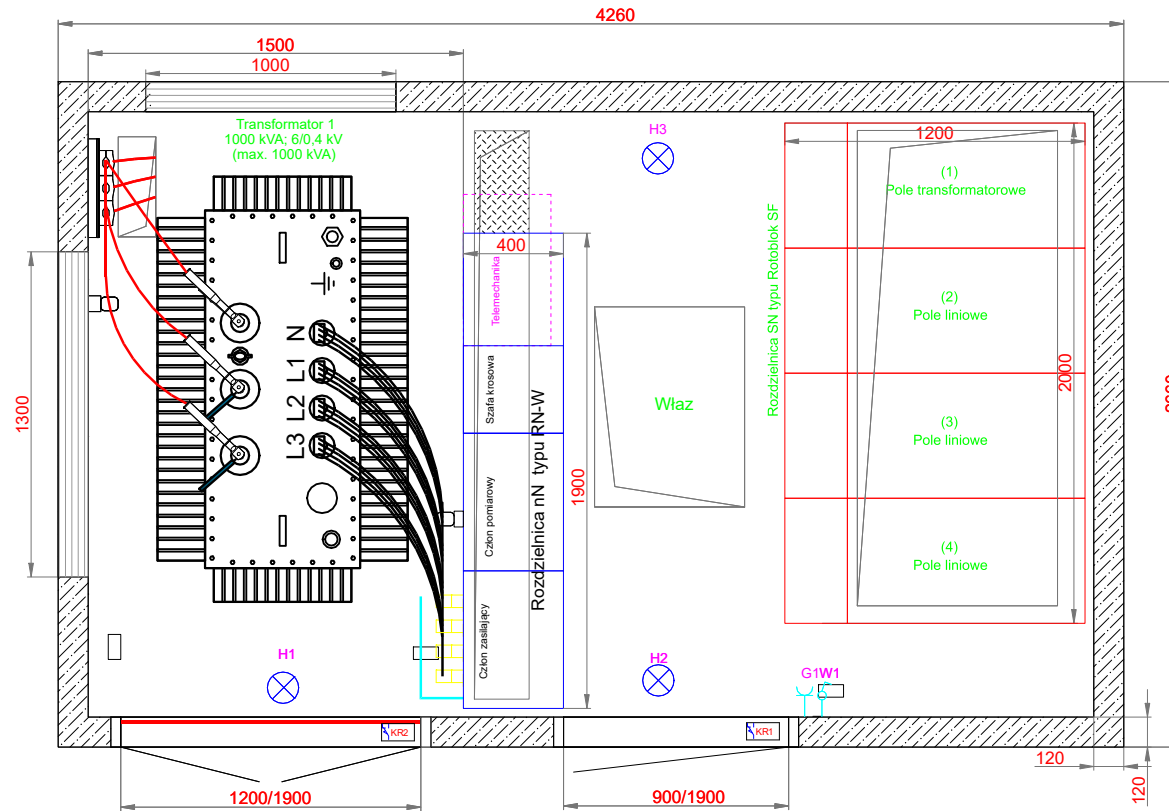 4260
1500
1000
Transformator 1
1000 kVA; 6/0,4 kV
(max. 1000 kVA)
H3
1200
(1)
Pole transformatorowe
Rozdzielnica SN typu Rotoblok SF
400
Telemechanika
(2)
Pole liniowe
N
L1
L2
L3
Szafa krosowa
Właz
2000
1300
(3)
Pole liniowe
Człon pomiarowy
Rozdzielnica nN typu RN-W
1900
(4)
Pole liniowe
Człon zasilający
H1
H2
G1W1
KR2
KR1
120
120
1200/1900
900/1900